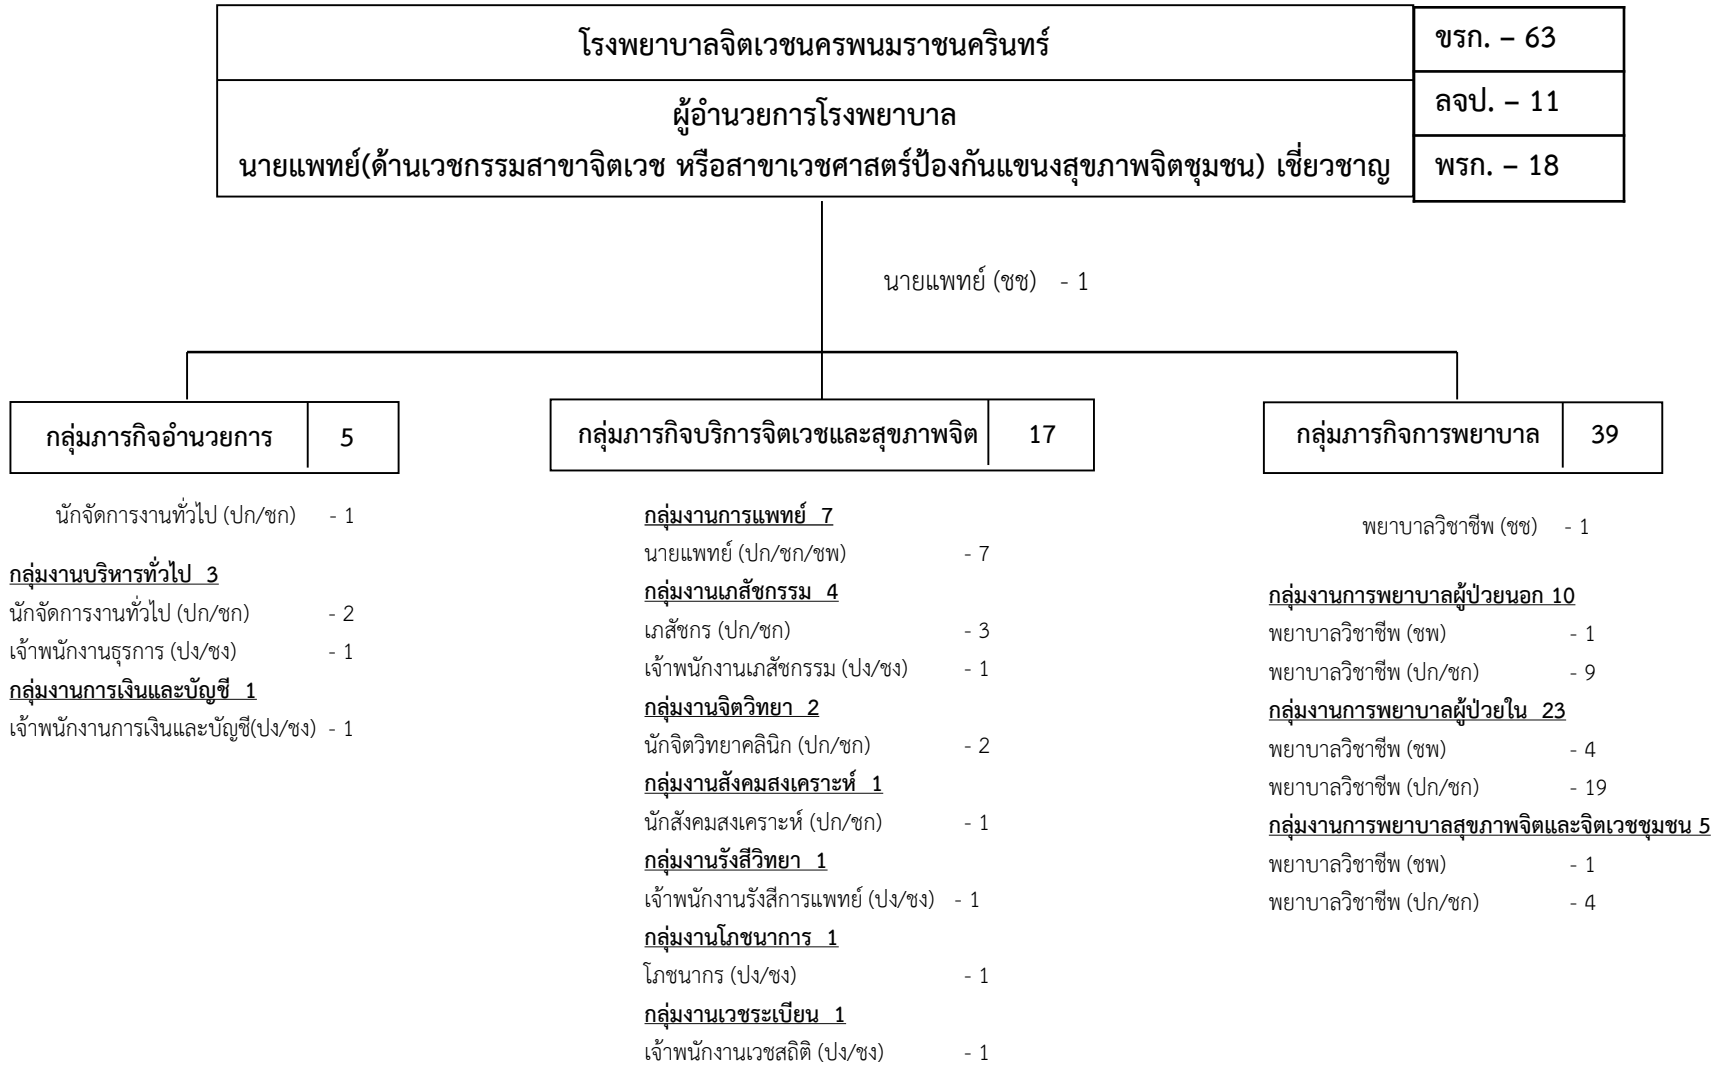 โรงพยาบาลจิตเวชนครพนมราชนครินทร์
ขรก. – 63
ผู้อำนวยการโรงพยาบาล
นายแพทย์(ด้านเวชกรรมสาขาจิตเวช หรือสาขาเวชศาสตร์ป้องกันแขนงสุขภาพจิตชุมชน) เชี่ยวชาญ
ลจป. – 11
พรก. – 18
นายแพทย์ (ชช) - 1
กลุ่มภารกิจอำนวยการ 5
นักจัดการงานทั่วไป (ปก/ชก) - 1
กลุ่มงานบริหารทั่วไป 3
นักจัดการงานทั่วไป (ปก/ชก) - 2
เจ้าพนักงานธุรการ (ปง/ชง) - 1
กลุ่มงานการเงินและบัญชี 1
เจ้าพนักงานการเงินและบัญชี(ปง/ชง) - 1
กลุ่มภารกิจบริการจิตเวชและสุขภาพจิต 17
กลุ่มงานการแพทย์ 7
นายแพทย์ (ปก/ชก/ชพ) - 7
กลุ่มงานเภสัชกรรม 4
เภสัชกร (ปก/ชก) - 3
เจ้าพนักงานเภสัชกรรม (ปง/ชง) - 1
กลุ่มงานจิตวิทยา 2
นักจิตวิทยาคลินิก (ปก/ชก) - 2
กลุ่มงานสังคมสงเคราะห์ 1
นักสังคมสงเคราะห์ (ปก/ชก) - 1
กลุ่มงานรังสีวิทยา 1
เจ้าพนักงานรังสีการแพทย์ (ปง/ชง) - 1
กลุ่มงานโภชนาการ 1
โภชนากร (ปง/ชง) - 1
กลุ่มงานเวชระเบียน 1
เจ้าพนักงานเวชสถิติ (ปง/ชง) - 1
กลุ่มภารกิจการพยาบาล 39
พยาบาลวิชาชีพ (ชช) - 1
กลุ่มงานการพยาบาลผู้ป่วยนอก 10
พยาบาลวิชาชีพ (ชพ) - 1
พยาบาลวิชาชีพ (ปก/ชก) - 9
กลุ่มงานการพยาบาลผู้ป่วยใน 23
พยาบาลวิชาชีพ (ชพ) - 4
พยาบาลวิชาชีพ (ปก/ชก) - 19
กลุ่มงานการพยาบาลสุขภาพจิตและจิตเวชชุมชน 5
พยาบาลวิชาชีพ (ชพ) - 1
พยาบาลวิชาชีพ (ปก/ชก) - 4